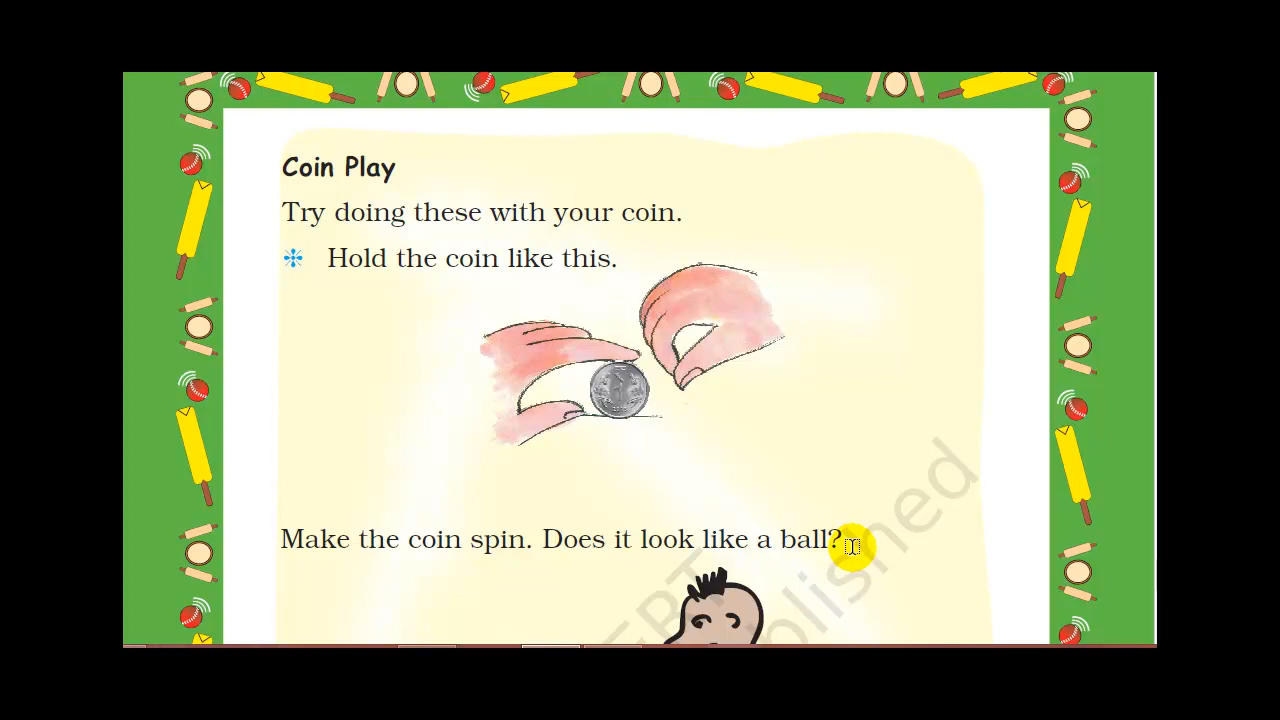 Coin Play
Try doing these with your coin.
Hold the coin like this.
Make the coin spin. Does it look like a ball?